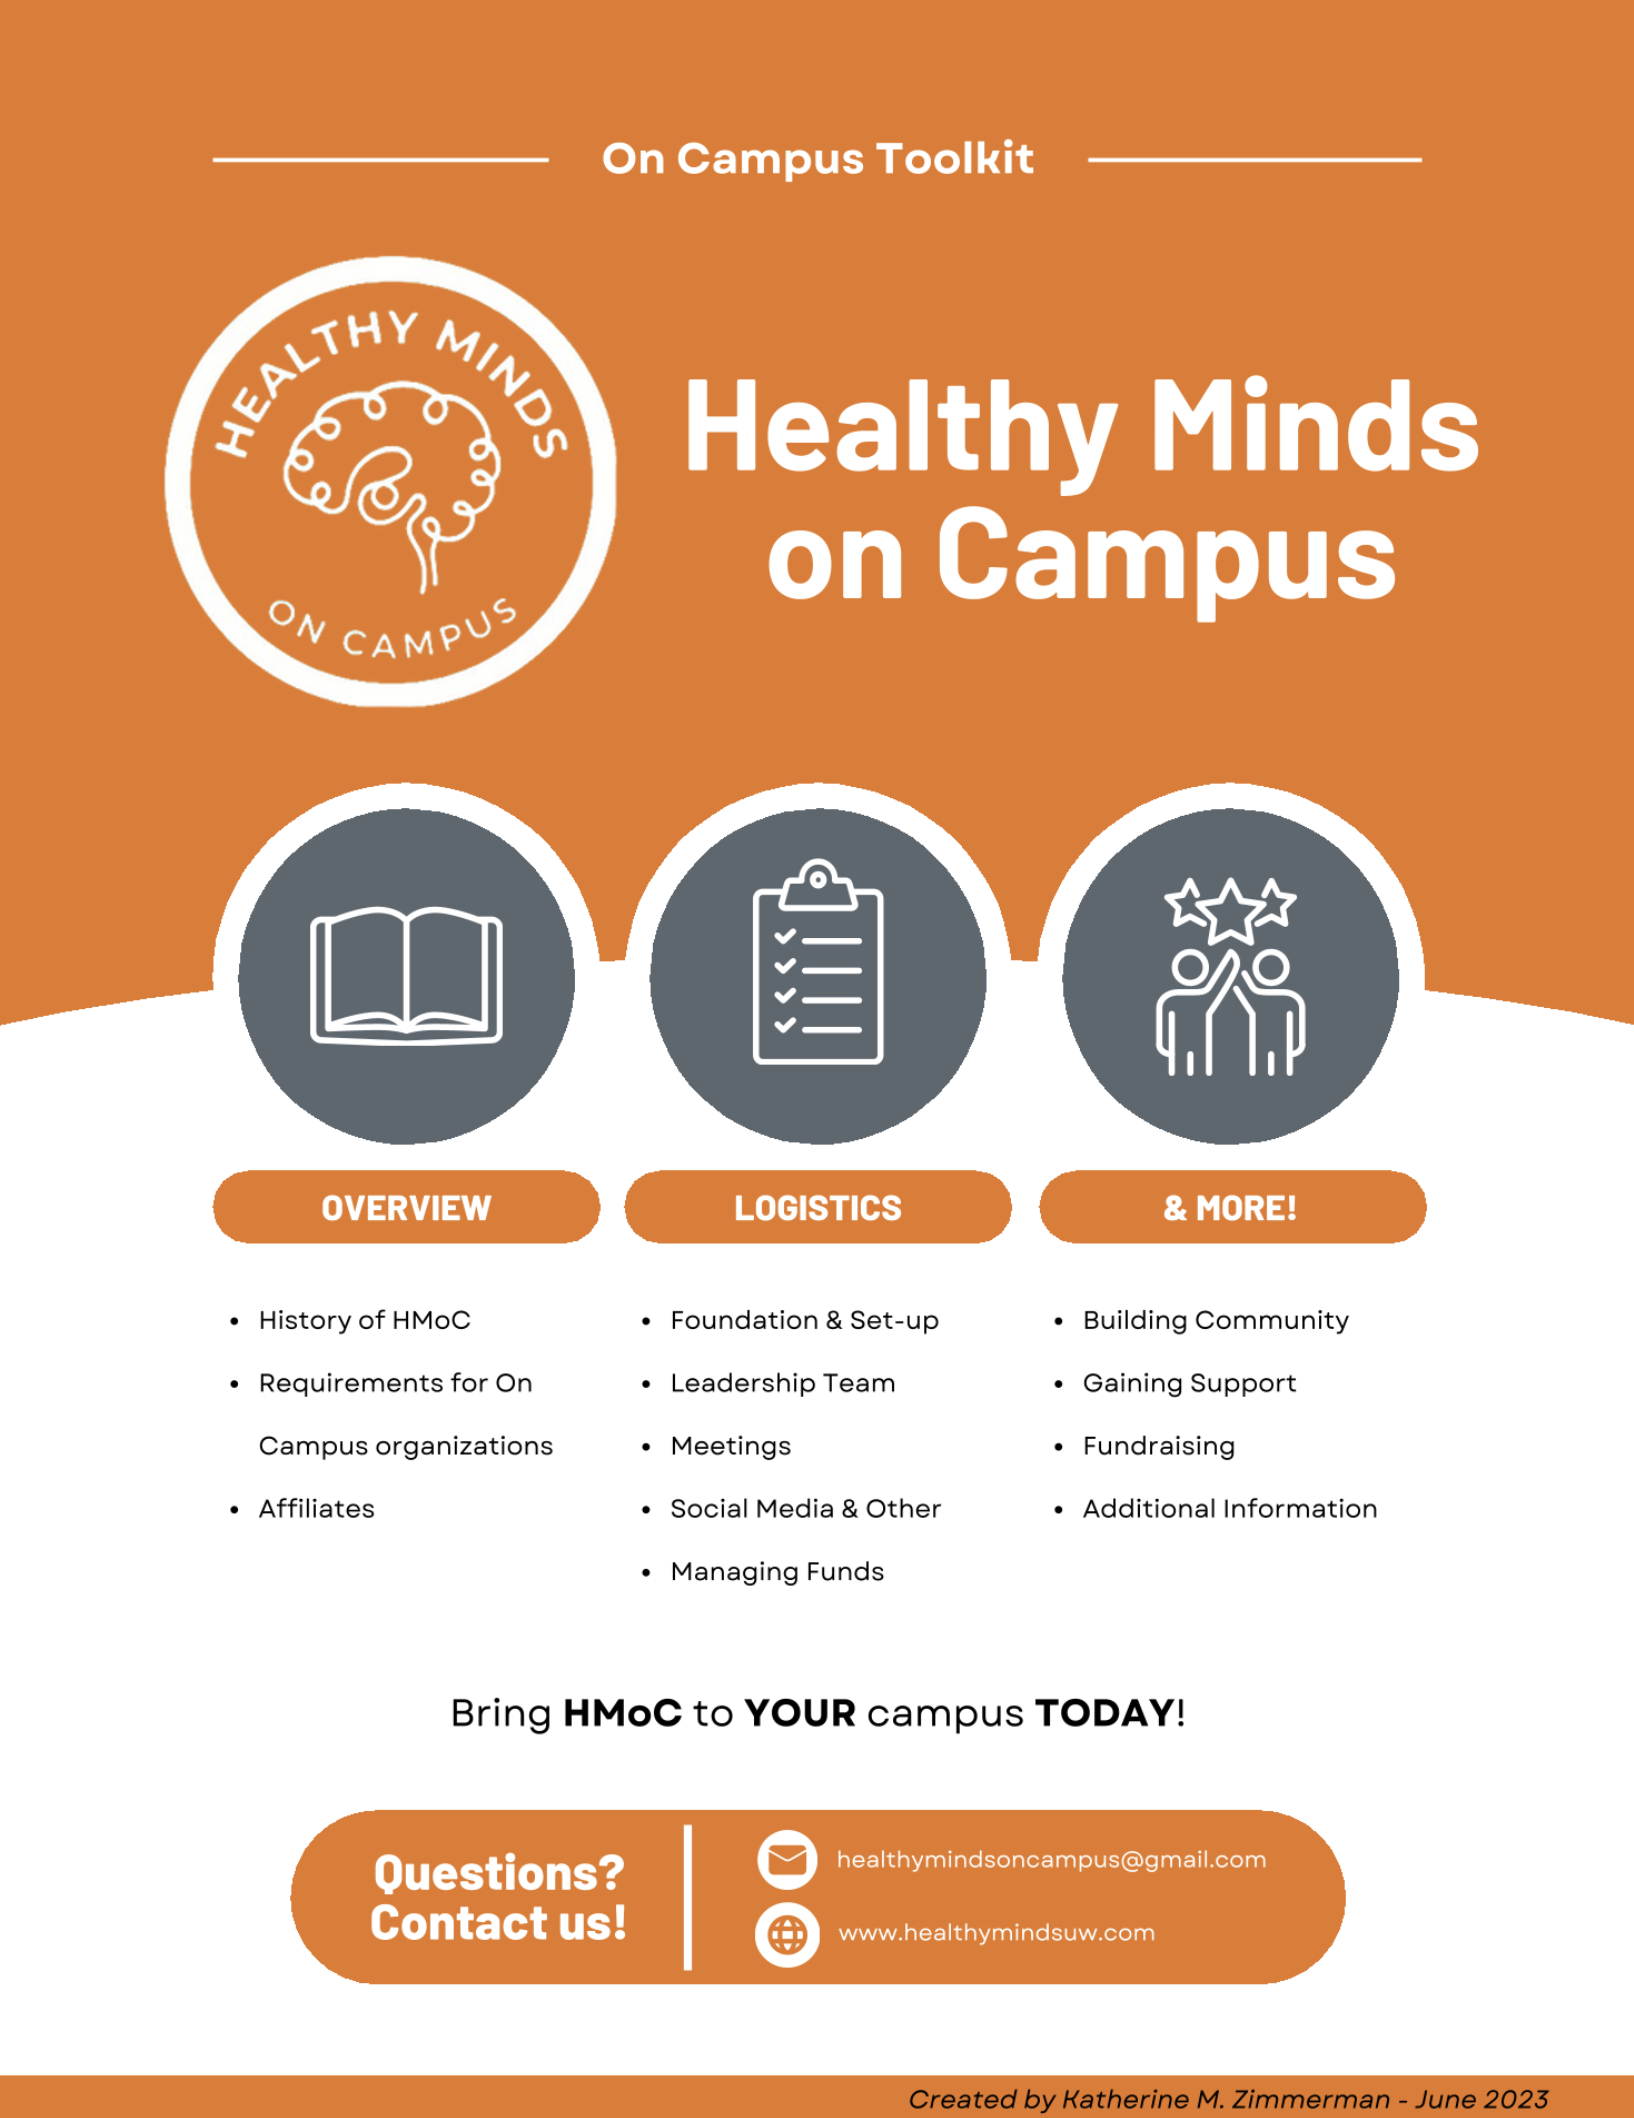 On Campus Toolkit
HEALTHY MINDS
ON CAMPUS
Healthy Minds
on Campus
OVERVIEW
• History of HMoC
• Requirements for On
Campus organizations
• Affiliates
LOGISTICS
• Foundation & Set-up
• Leadership Team
• Meetings
• Social Media & Other
• Managing Funds
& MORE!
• Building Community
• Gaining Support
• Fundraising
• Additional Information
Bring HMoC to YOUR campus TODAY!
Questions?
Contact us!
healthymindsoncampus@gmail.com
www.healthymindsuw.com
Created by Katherine M. Zimmerman - June 2023